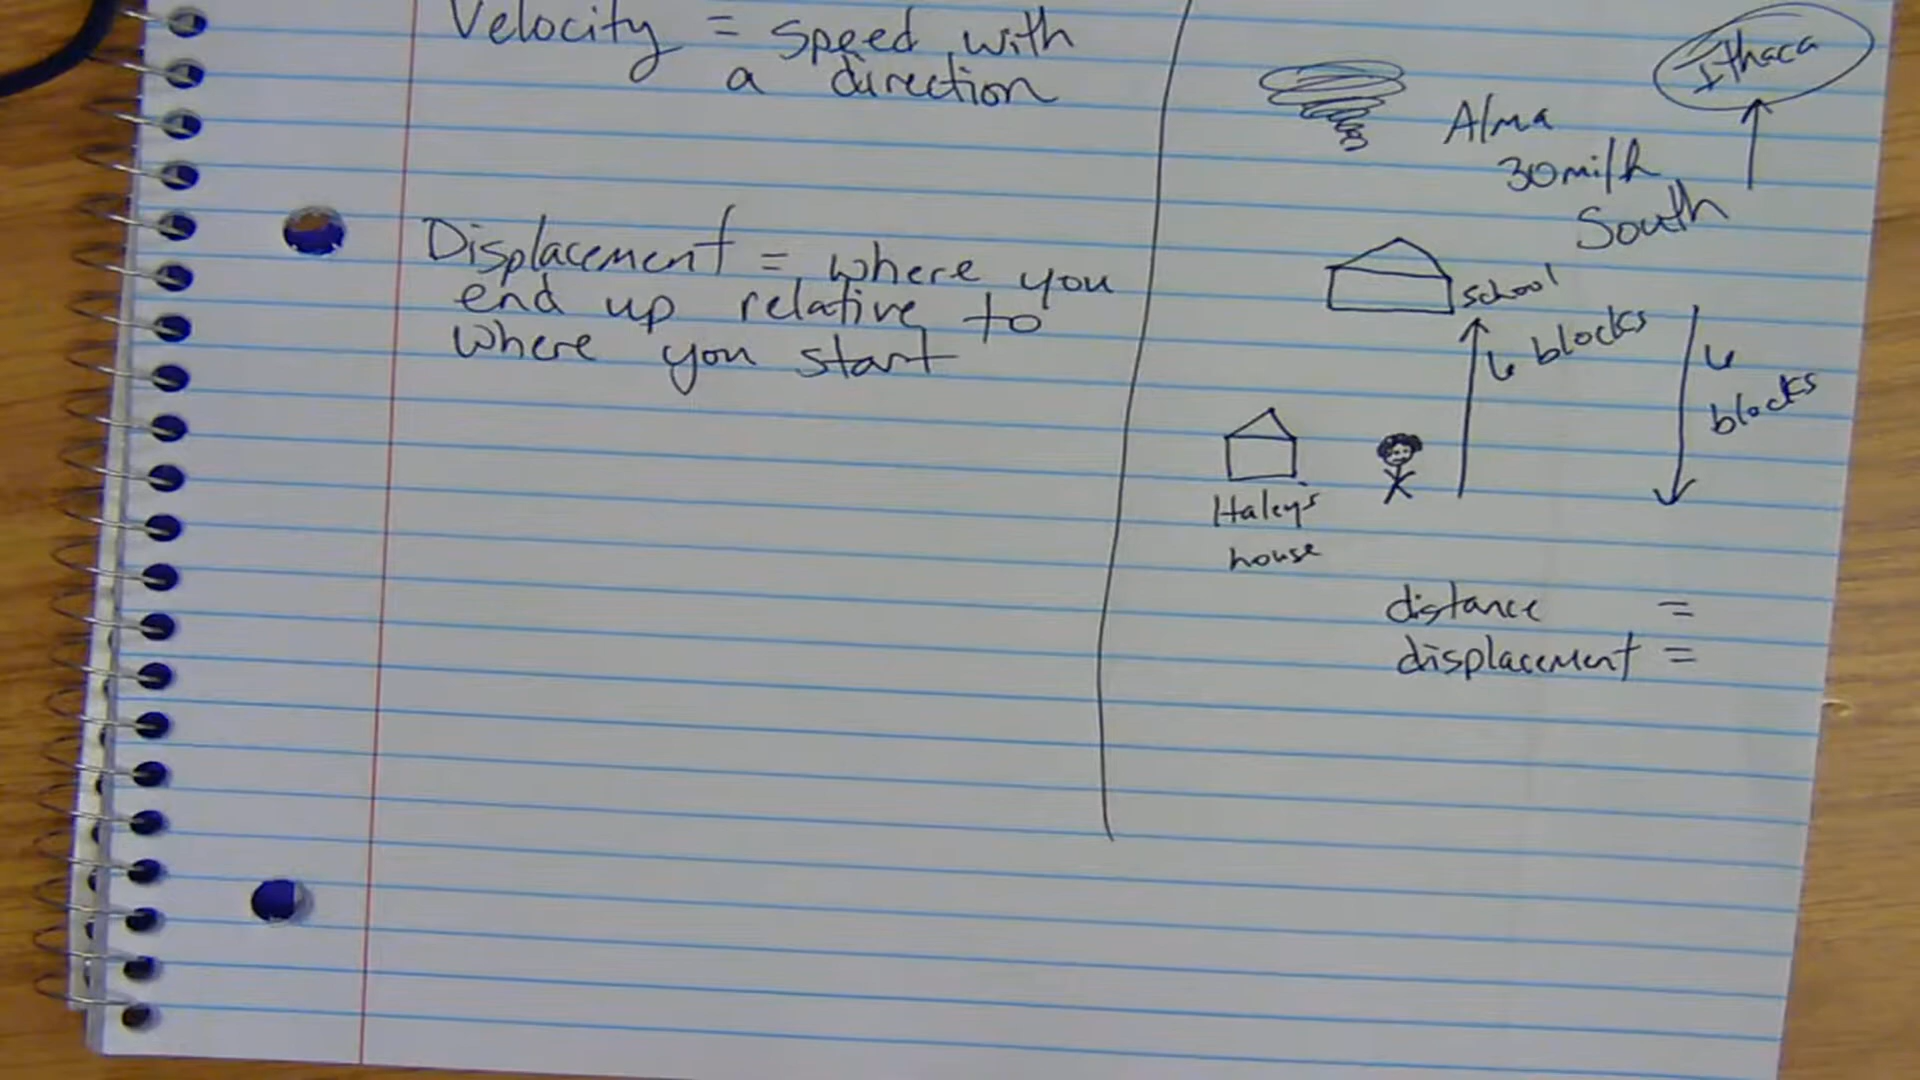 Velocity = speed with
a direction
Displacement = where you
end up relative to
where you start
Ithaca
Alma
30mi/h
South
school
6 blocks
6
blocks
Haley's
house
distance =
displacement =